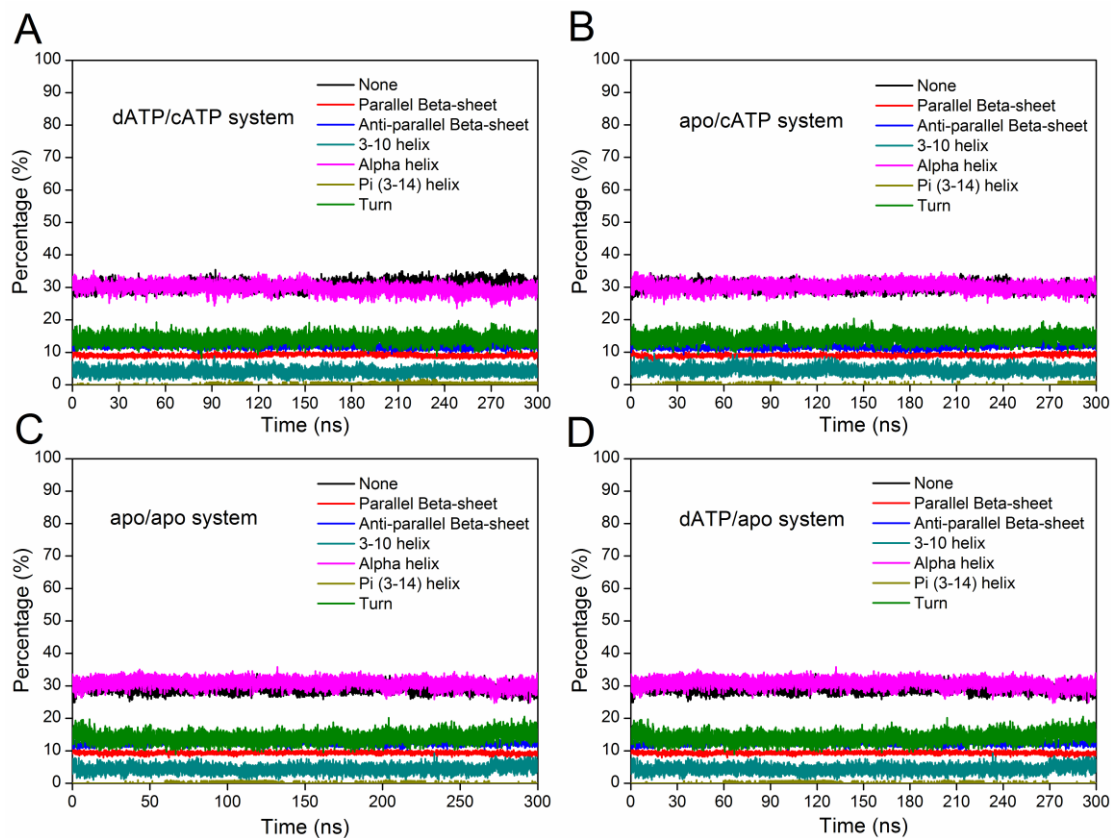 A
100
90
80
70
60
50
40
30
20
10
0
Percentage (%)
dATP/cATP system
None
Parallel Beta-sheet
Anti-parallel Beta-sheet
3-10 helix
Alpha helix
Pi (3-14) helix
Turn
0 30 60 90 120 150 180 210 240 270 300
Time (ns)
B
100
90
80
70
60
50
40
30
20
10
0
Percentage (%)
apo/cATP system
None
Parallel Beta-sheet
Anti-parallel Beta-sheet
3-10 helix
Alpha helix
Pi (3-14) helix
Turn
0 30 60 90 120 150 180 210 240 270 300
Time (ns)
C
100
90
80
70
60
50
40
30
20
10
0
Percentage (%)
apo/apo system
None
Parallel Beta-sheet
Anti-parallel Beta-sheet
3-10 helix
Alpha helix
Pi (3-14) helix
Turn
0 50 100 150 200 250 300
Time (ns)
D
100
90
80
70
60
50
40
30
20
10
0
Percentage (%)
dATP/apo system
None
Parallel Beta-sheet
Anti-parallel Beta-sheet
3-10 helix
Alpha helix
Pi (3-14) helix
Turn
0 30 60 90 120 150 180 210 240 270 300
Time (ns)